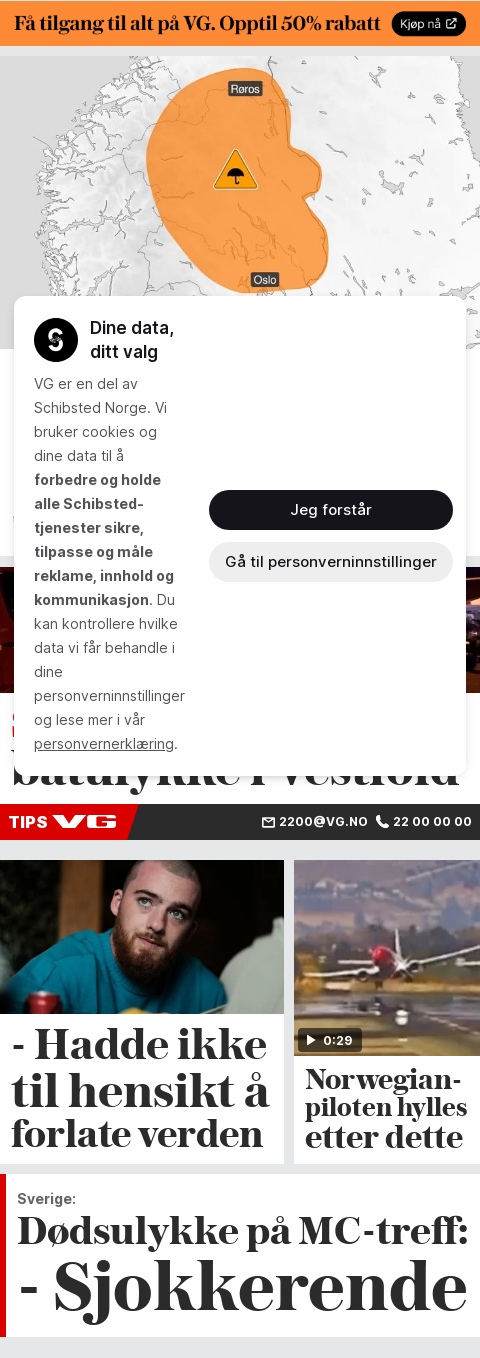 Få tilgang til alt på VG. Opptil 50% rabatt
Kjøp nå
Røros
Oslo
Dine data,
ditt valg
VG er en del av
Schibsted Norge. Vi
bruker cookies og
dine data til å
forbedre og holde
alle Schibsted-
tjenester sikre,
tilpasse og måle
reklame, innhold og
kommunikasjon. Du
kan kontrollere hvilke
data vi får behandle i
dine
personverninnstillinger
og lese mer i vår
personvernerklæring.
Jeg forstår
Gå til personverninnstillinger
båtulykke i Vestfold
TIPS VG
2200@VG.NO
22 00 00 00
- Hadde ikke
til hensikt å
forlate verden
0:29
Norwegian-
piloten hylles
etter dette
Sverige:
Dødsulykke på MC-treff:
- Sjokkerende